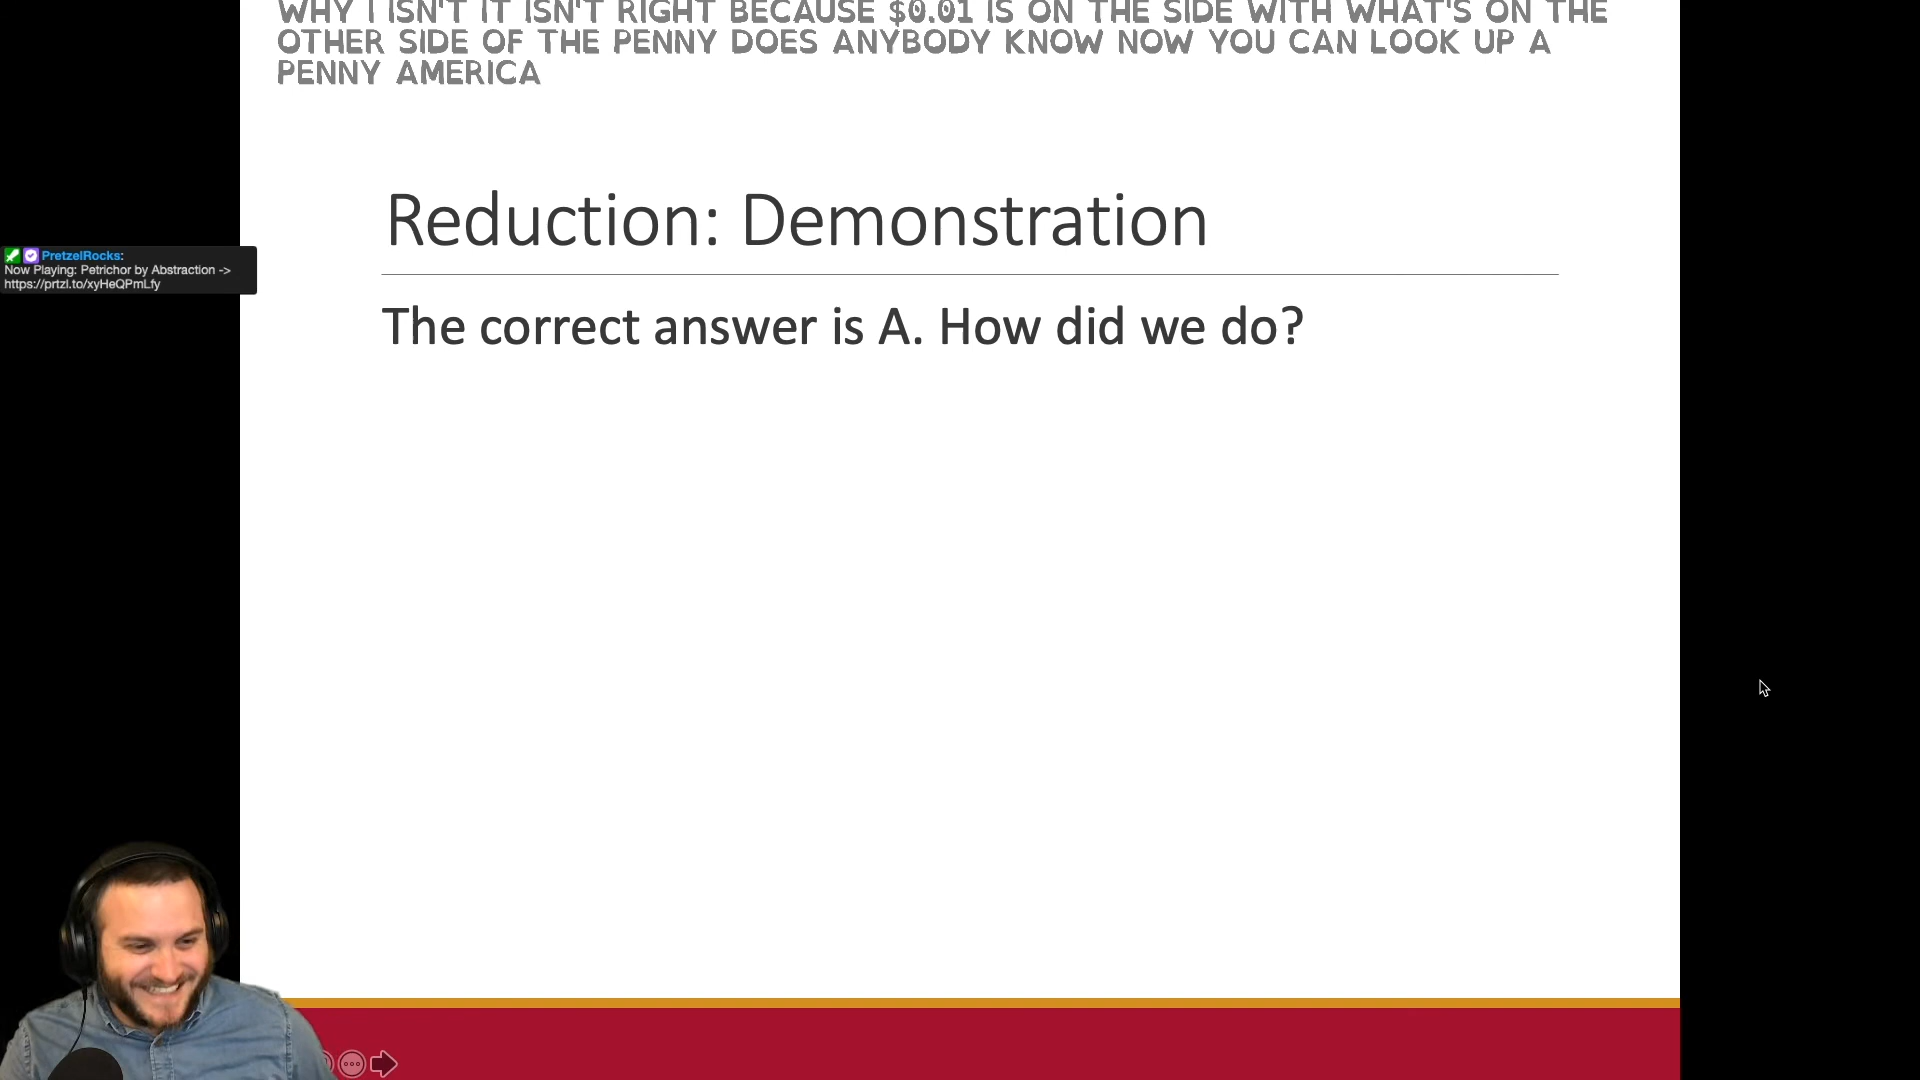 WHY I ISN'T IT ISN'T RIGHT BECAUSE $0.01 IS ON THE SIDE WITH WHAT'S ON THE
OTHER SIDE OF THE PENNY DOES ANYBODY KNOW NOW YOU CAN LOOK UP A
PENNY AMERICA
Reduction: Demonstration
PretzelRocks:
Now Playing: Petrichor by Abstraction ->
https://prtzl.to/xyHeQPmLfy
The correct answer is A. How did we do?